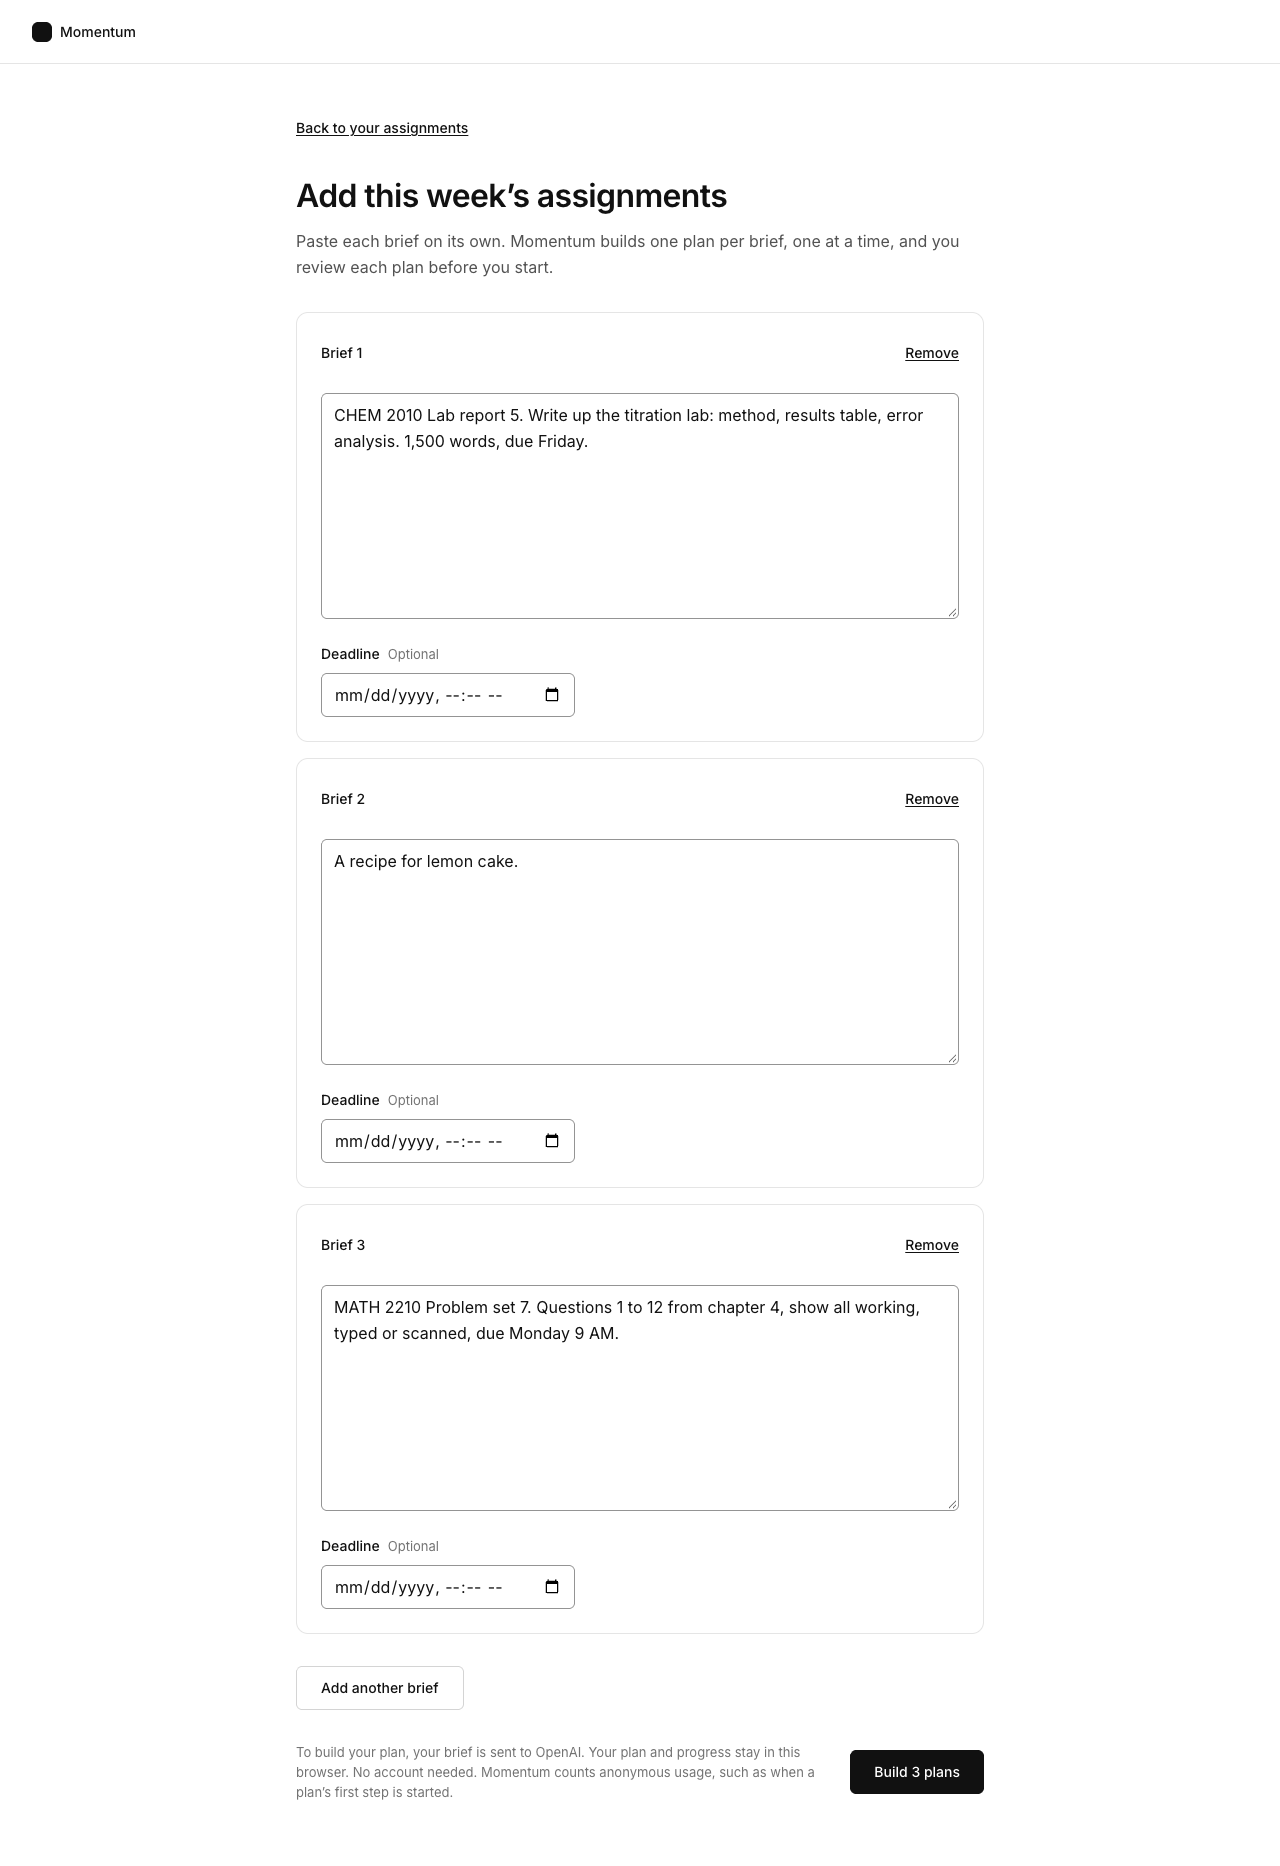 Momentum
Back to your assignments
Add this week’s assignments
Paste each brief on its own. Momentum builds one plan per brief, one at a time, and you
review each plan before you start.
Brief 1
Remove
CHEM 2010 Lab report 5. Write up the titration lab: method, results table, error
analysis. 1,500 words, due Friday.
Deadline Optional
mm/dd/yyyy, --:-- --
Brief 2
Remove
A recipe for lemon cake.
Deadline Optional
mm/dd/yyyy, --:-- --
Brief 3
Remove
MATH 2210 Problem set 7. Questions 1 to 12 from chapter 4, show all working,
typed or scanned, due Monday 9 AM.
Deadline Optional
mm/dd/yyyy, --:-- --
Add another brief
To build your plan, your brief is sent to OpenAI. Your plan and progress stay in this
browser. No account needed. Momentum counts anonymous usage, such as when a
plan’s first step is started.
Build 3 plans